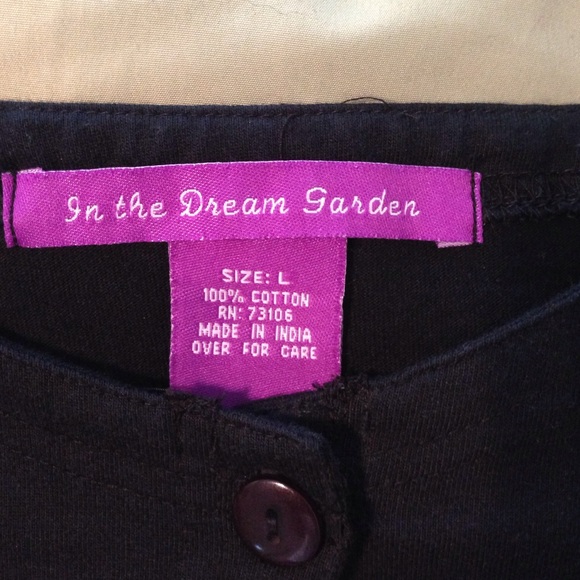 In the Dream Garden
SIZE: L
100% COTTON
RN: 73106
MADE IN INDIA
OVER FOR CARE